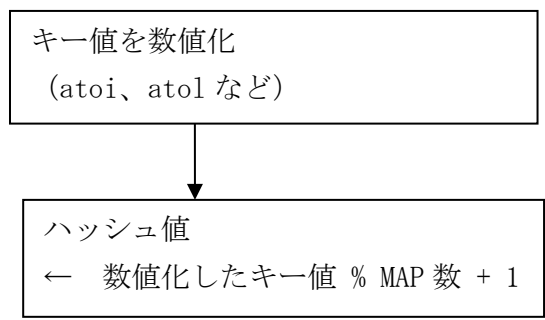 キー値を数値化
（atoi、atol など）
ハッシュ値
← 数値化したキー値 % MAP 数 + 1